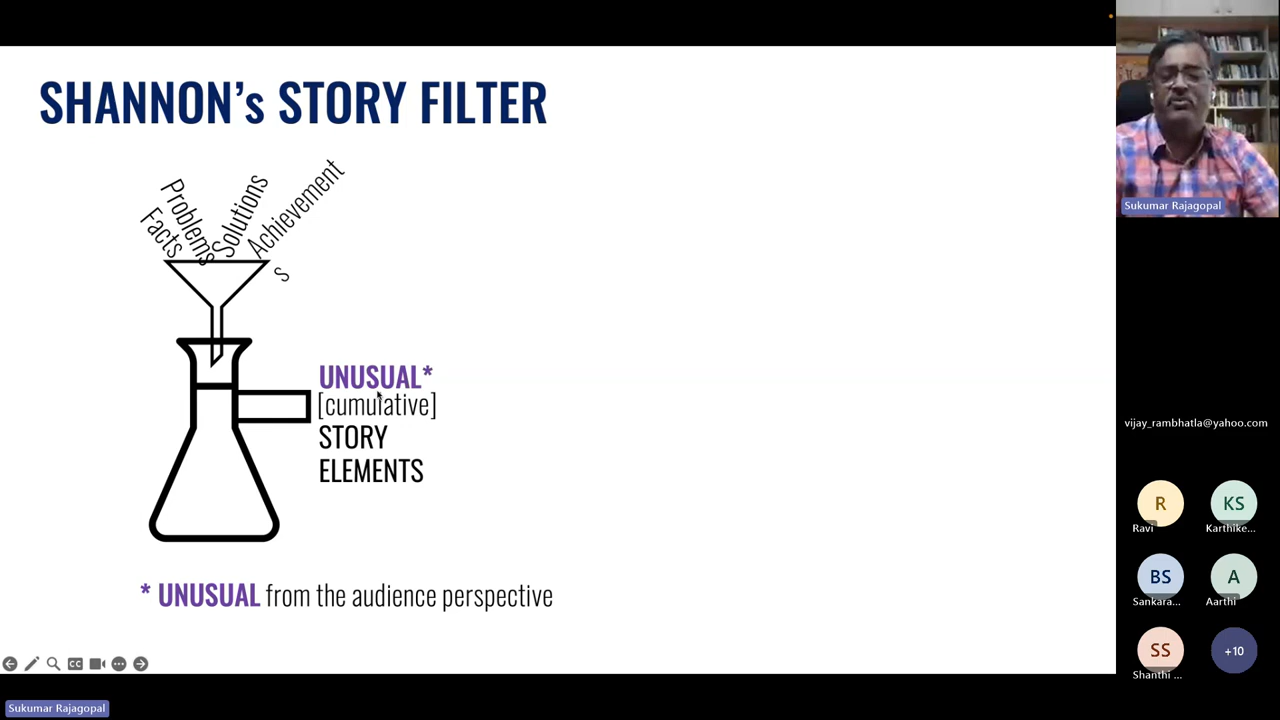 SHANNON's STORY FILTER
Facts
Problems
Solutions
Achievement
s
UNUSUAL*
[cumulative]
STORY
ELEMENTS
* UNUSUAL from the audience perspective
CC
Sukumar Rajagopal
Sukumar Rajagopal
vijay_rambhatla@yahoo.com
R
KS
Ravi
Karthike...
BS
A
Sankara...
Aarthi
SS
+10
Shanthi ...